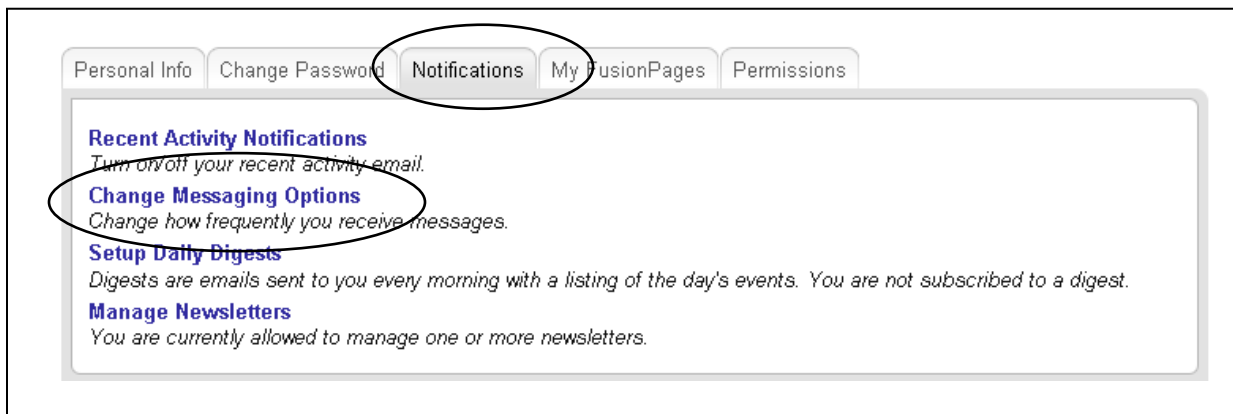 Personal Info Change Password Notifications My FusionPages Permissions
Recent Activity Notifications
Turn on/off your recent activity email.
Change Messaging Options
Change how frequently you receive messages.
Setup Daily Digests
Digests are emails sent to you every morning with a listing of the day's events. You are not subscribed to a digest.
Manage Newsletters
You are currently allowed to manage one or more newsletters.